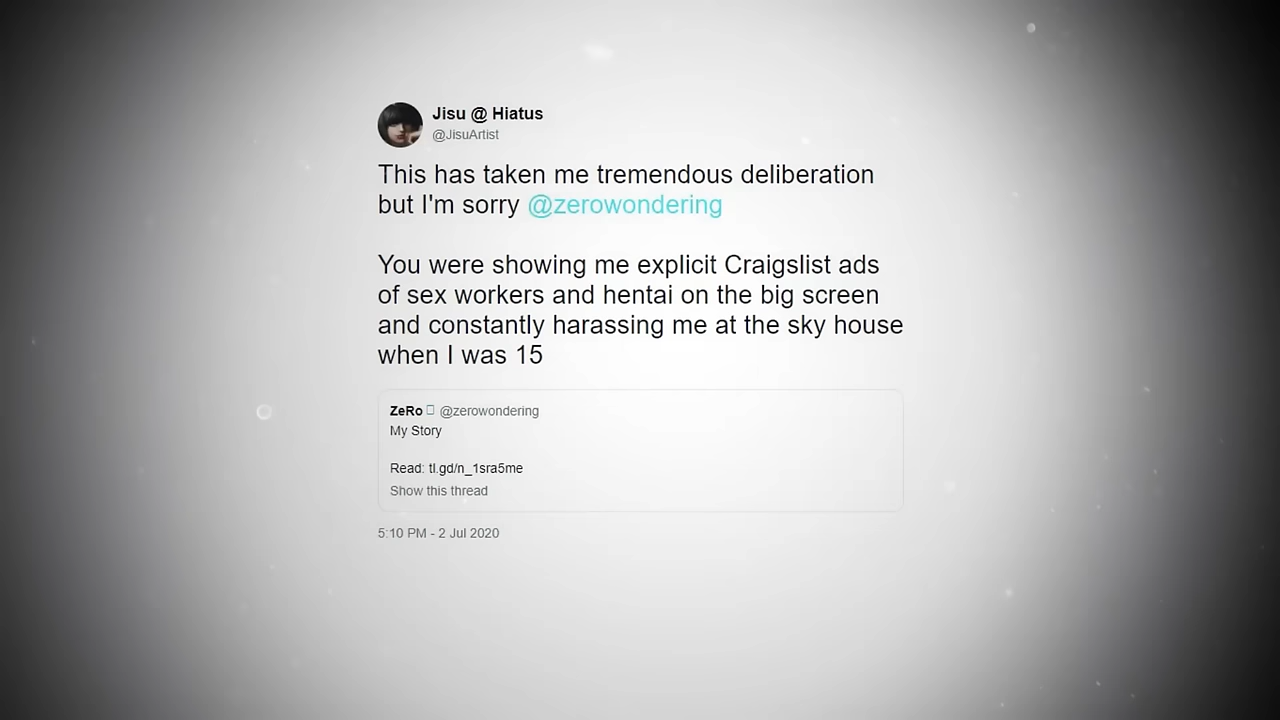 Jisu @ Hiatus
@JisuArtist
This has taken me tremendous deliberation
but I'm sorry @zerowondering
You were showing me explicit Craigslist ads
of sex workers and hentai on the big screen
and constantly harassing me at the sky house
when I was 15
ZeRo @zerowondering
My Story
Read: tl.gd/n_1sra5me
Show this thread
5:10 PM - 2 Jul 2020